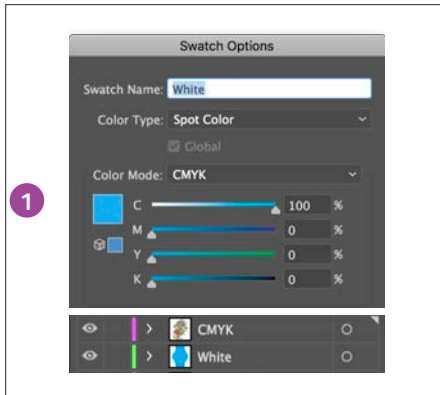 Swatch Options
Swatch Name: White
Color Type: Spot Color
Global
Color Mode: CMYK
1
C 100 %
M 0 %
Y 0 %
K 0 %
CMYK
White